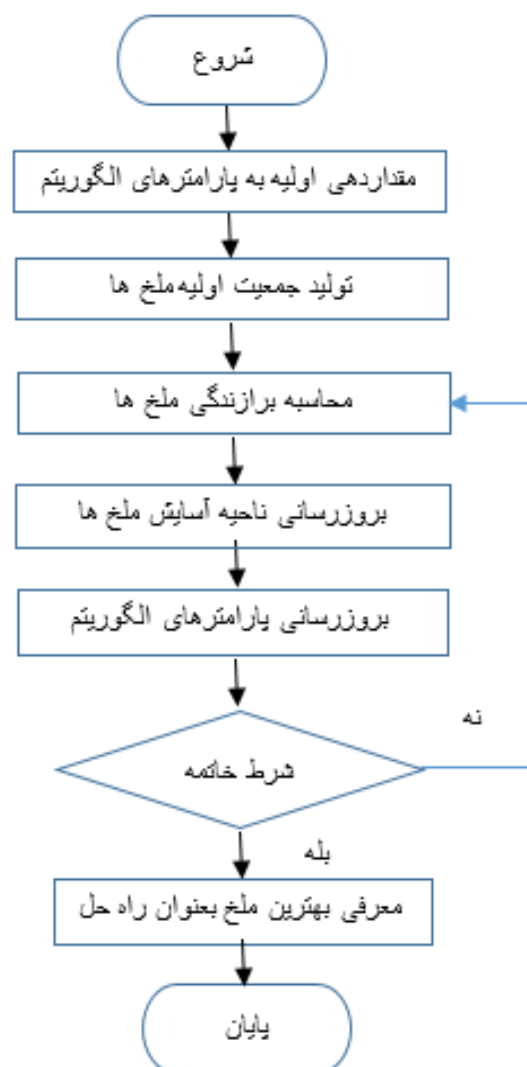 شروع
مقداردهی اولیه به پارامترهای الگوریتم
تولید جمعیت اولیه ملخ ها
محاسبه برازندگی ملخ ها
بروزرسانی ناحیه آسایش ملخ ها
بروزرسانی پارامترهای الگوریتم
نه
شرط خاتمه
بله
معرفی بهترین ملخ بعنوان راه حل
پایان